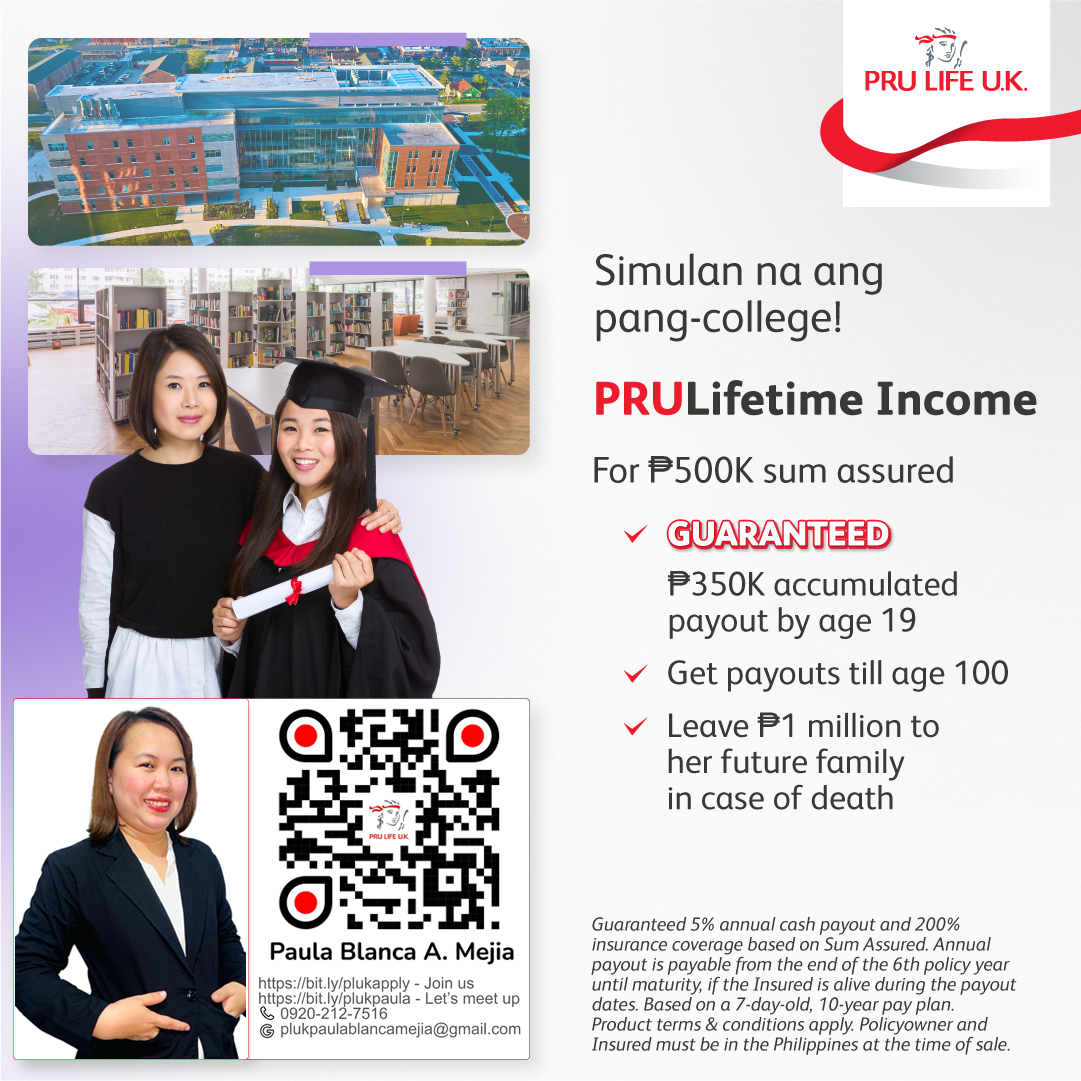 PRU LIFE U.K.
Simulan na ang
pang-college!
PRULifetime Income
For ₱500K sum assured
GUARANTEED
₱350K accumulated
payout by age 19
Get payouts till age 100
Leave ₱1 million to
her future family
in case of death
PRU LIFE U.K.
Paula Blanca A. Mejia
https://bit.ly/plukapply - Join us
https://bit.ly/plukpaula - Let's meet up
0920-212-7516
plukpaulablancamejia@gmail.com
Guaranteed 5% annual cash payout and 200%
insurance coverage based on Sum Assured. Annual
payout is payable from the end of the 6th policy year
until maturity, if the Insured is alive during the payout
dates. Based on a 7-day-old, 10-year pay plan.
Product terms & conditions apply. Policyowner and
Insured must be in the Philippines at the time of sale.